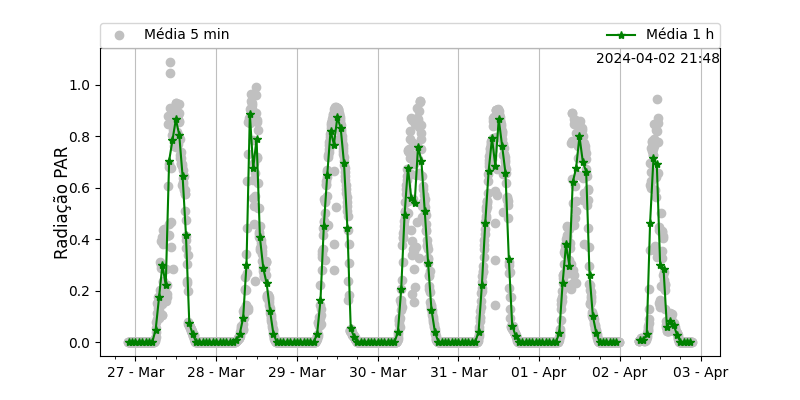 Média 5 min Média 1 h
2024-04-02 21:48
1.0
0.8
0.6
0.4
0.2
0.0
Radiação PAR
27 - Mar 28 - Mar 29 - Mar 30 - Mar 31 - Mar 01 - Apr 02 - Apr 03 - Apr